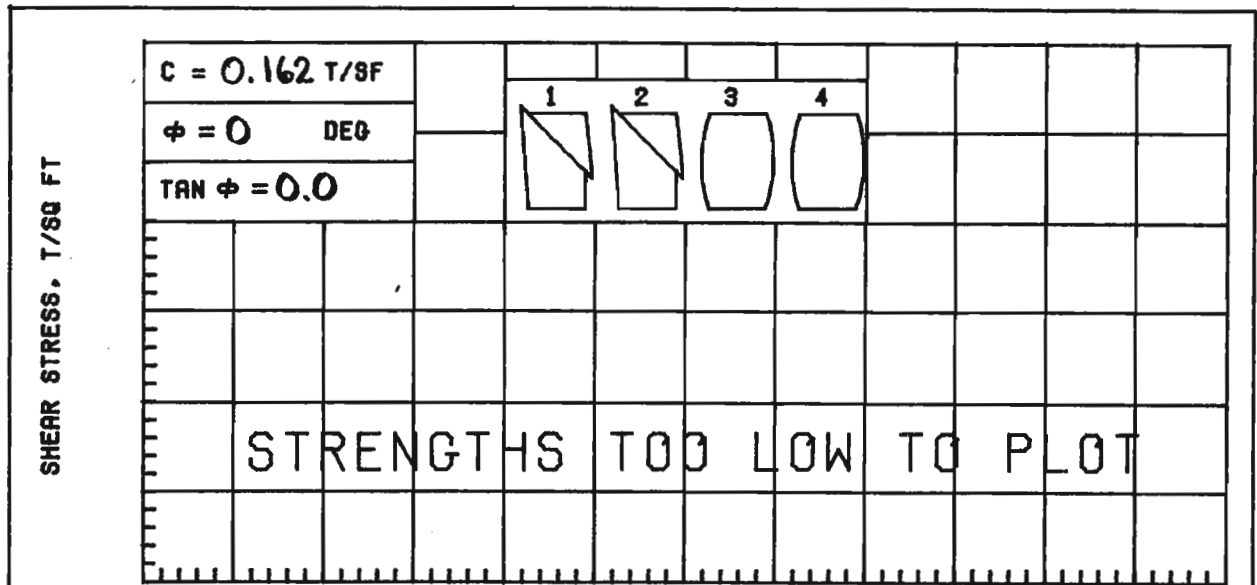 C = 0.162 T/SF
ϕ = 0 DEG
TAN ϕ = 0.0
1 2 3 4
SHEAR STRESS, T/SQ FT
STRENGTHS TOO LOW TO PLOT